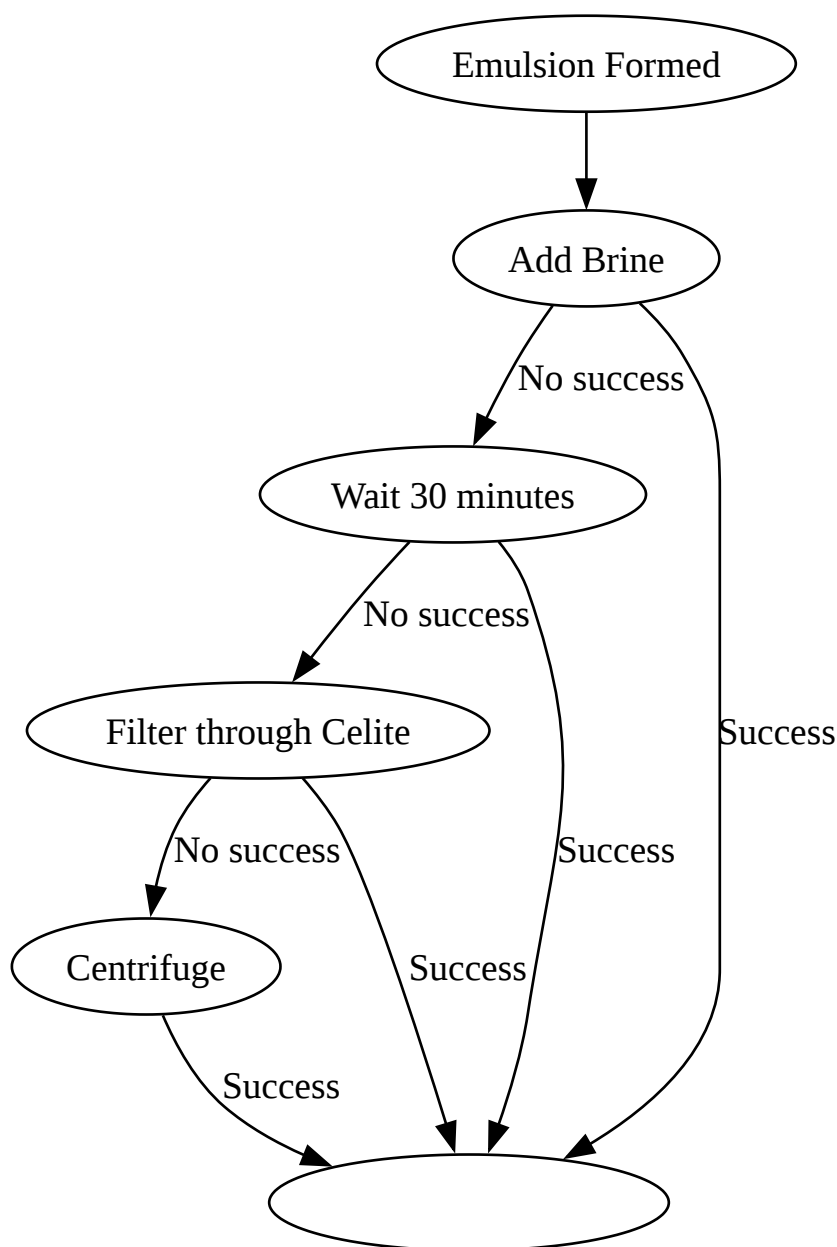 Emulsion Formed
Add Brine
No success
Wait 30 minutes
No success
Filter through Celite
Success
No success
Success
Centrifuge
Success
Success